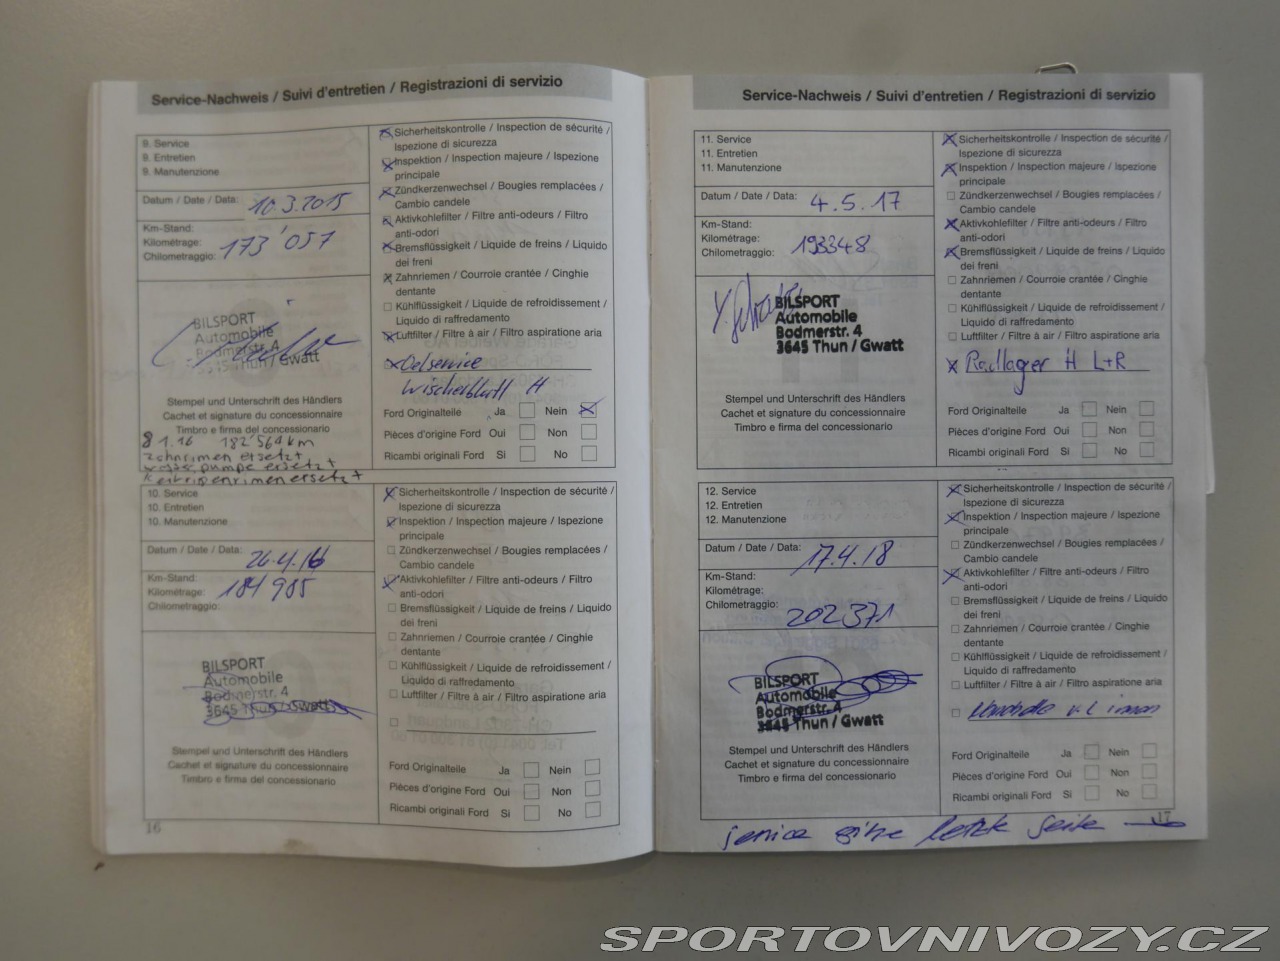 Service-Nachweis / Suivi d'entretien / Registrazioni di servizio
9. Service
9. Entretien
9. Manutenzione
Datum / Date / Data: 10.3.2015
Km-Stand:
Kilométrage: 173'057
Chilometraggio:
BILSPORT
Automobile
Bodmerstr. 4
3645 Thun / Gwatt
Stempel und Unterschrift des Händlers
Cachet et signature du concessionnaire
Timbro e firma del concessionario
8 1.16 182'564 km
Zahnrimen ersetzt
wasserpumpe ersetzt
Keilripenrimen ersetzt
Sicherheitskontrolle / Inspection de sécurité /
Ispezione di sicurezza
Inspektion / Inspection majeure / Ispezione
principale
Zündkerzenwechsel / Bougies remplacées /
Cambio candele
Aktivkohlefilter / Filtre anti-odeurs / Filtro
anti-odori
Bremsflüssigkeit / Liquide de freins / Liquido
dei freni
Zahnriemen / Courroie crantée / Cinghie
dentante
Kühlflüssigkeit / Liquide de refroidissement /
Liquido di raffredamento
Luftfilter / Filtre à air / Filtro aspiratione aria
Oelservice
Wischerblatt H
Ford Originalteile Ja Nein
Pièces d'origine Ford Oui Non
Ricambi originali Ford Si No
10. Service
10. Entretien
10. Manutenzione
Datum / Date / Data: 26.4.16
Km-Stand:
Kilométrage: 184 985
Chilometraggio:
BILSPORT
Automobile
Bodmerstr. 4
3645 Thun / Gwatt
Stempel und Unterschrift des Händlers
Cachet et signature du concessionnaire
Timbro e firma del concessionario
Sicherheitskontrolle / Inspection de sécurité /
Ispezione di sicurezza
Inspektion / Inspection majeure / Ispezione
principale
Zündkerzenwechsel / Bougies remplacées /
Cambio candele
Aktivkohlefilter / Filtre anti-odeurs / Filtro
anti-odori
Bremsflüssigkeit / Liquide de freins / Liquido
dei freni
Zahnriemen / Courroie crantée / Cinghie
dentante
Kühlflüssigkeit / Liquide de refroidissement /
Liquido di raffredamento
Luftfilter / Filtre à air / Filtro aspiratione aria
Ford Originalteile Ja Nein
Pièces d'origine Ford Oui Non
Ricambi originali Ford Si No
16
Service-Nachweis / Suivi d'entretien / Registrazioni di servizio
11. Service
11. Entretien
11. Manutenzione
Datum / Date / Data: 4.5.17
Km-Stand:
Kilométrage: 193348
Chilometraggio:
BILSPORT
Automobile
Bodmerstr. 4
3645 Thun / Gwatt
Stempel und Unterschrift des Händlers
Cachet et signature du concessionnaire
Timbro e firma del concessionario
Sicherheitskontrolle / Inspection de sécurité /
Ispezione di sicurezza
Inspektion / Inspection majeure / Ispezione
principale
Zündkerzenwechsel / Bougies remplacées /
Cambio candele
Aktivkohlefilter / Filtre anti-odeurs / Filtro
anti-odori
Bremsflüssigkeit / Liquide de freins / Liquido
dei freni
Zahnriemen / Courroie crantée / Cinghie
dentante
Kühlflüssigkeit / Liquide de refroidissement /
Liquido di raffredamento
Luftfilter / Filtre à air / Filtro aspiratione aria
Radlager H L+R
Ford Originalteile Ja Nein
Pièces d'origine Ford Oui Non
Ricambi originali Ford Si No
12. Service
12. Entretien
12. Manutenzione
Datum / Date / Data: 17.4.18
Km-Stand:
Kilométrage:
Chilometraggio: 202371
BILSPORT
Automobile
Bodmerstr. 4
3645 Thun / Gwatt
Stempel und Unterschrift des Händlers
Cachet et signature du concessionnaire
Timbro e firma del concessionario
Sicherheitskontrolle / Inspection de sécurité /
Ispezione di sicurezza
Inspektion / Inspection majeure / Ispezione
principale
Zündkerzenwechsel / Bougies remplacées /
Cambio candele
Aktivkohlefilter / Filtre anti-odeurs / Filtro
anti-odori
Bremsflüssigkeit / Liquide de freins / Liquido
dei freni
Zahnriemen / Courroie crantée / Cinghie
dentante
Kühlflüssigkeit / Liquide de refroidissement /
Liquido di raffredamento
Luftfilter / Filtre à air / Filtro aspiratione aria
Ford Originalteile Ja Nein
Pièces d'origine Ford Oui Non
Ricambi originali Ford Si No
17
Service letzte Seite
SPORTOVNIVOZY.CZ